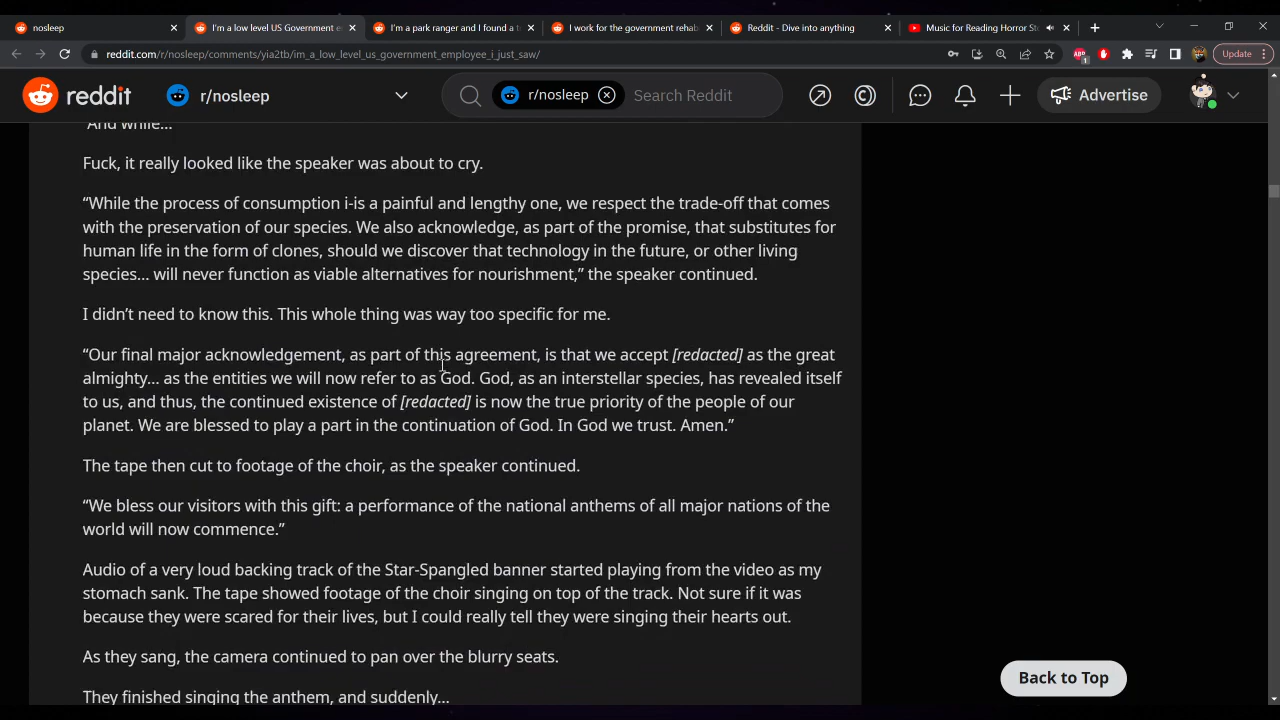 nosleep
I'm a low level US Government e
I'm a park ranger and I found a t
I work for the government rehab
Reddit - Dive into anything
Music for Reading Horror St
reddit.com/r/nosleep/comments/yia2tb/im_a_low_level_us_government_employee_i_just_saw/
ABP
1
Update
reddit
r/nosleep
r/nosleep
Search Reddit
Advertise
“And while…
Fuck, it really looked like the speaker was about to cry.
“While the process of consumption i-is a painful and lengthy one, we respect the trade-off that comes
with the preservation of our species. We also acknowledge, as part of the promise, that substitutes for
human life in the form of clones, should we discover that technology in the future, or other living
species… will never function as viable alternatives for nourishment,” the speaker continued.
I didn’t need to know this. This whole thing was way too specific for me.
“Our final major acknowledgement, as part of this agreement, is that we accept [redacted] as the great
almighty… as the entities we will now refer to as God. God, as an interstellar species, has revealed itself
to us, and thus, the continued existence of [redacted] is now the true priority of the people of our
planet. We are blessed to play a part in the continuation of God. In God we trust. Amen.”
The tape then cut to footage of the choir, as the speaker continued.
“We bless our visitors with this gift: a performance of the national anthems of all major nations of the
world will now commence.”
Audio of a very loud backing track of the Star-Spangled banner started playing from the video as my
stomach sank. The tape showed footage of the choir singing on top of the track. Not sure if it was
because they were scared for their lives, but I could really tell they were singing their hearts out.
As they sang, the camera continued to pan over the blurry seats.
They finished singing the anthem, and suddenly…
Back to Top